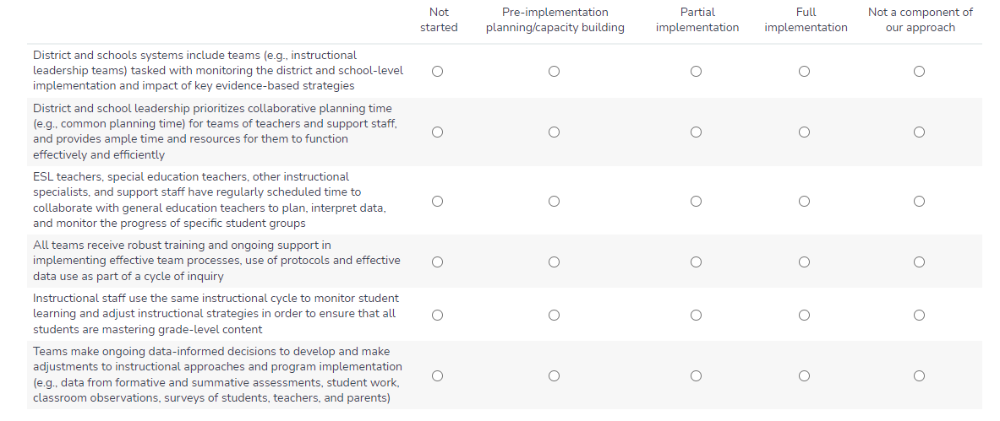 Not started
Pre-implementation planning/capacity building
Partial implementation
Full implementation
Not a component of our approach
District and schools systems include teams (e.g., instructional
leadership teams) tasked with monitoring the district and school-level
implementation and impact of key evidence-based strategies
District and school leadership prioritizes collaborative planning time
(e.g., common planning time) for teams of teachers and support staff,
and provides ample time and resources for them to function
effectively and efficiently
ESL teachers, special education teachers, other instructional
specialists, and support staff have regularly scheduled time to
collaborate with general education teachers to plan, interpret data,
and monitor the progress of specific student groups
All teams receive robust training and ongoing support in
implementing effective team processes, use of protocols and effective
data use as part of a cycle of inquiry
Instructional staff use the same instructional cycle to monitor student
learning and adjust instructional strategies in order to ensure that all
students are mastering grade-level content
Teams make ongoing data-informed decisions to develop and make
adjustments to instructional approaches and program implementation
(e.g., data from formative and summative assessments, student work,
classroom observations, surveys of students, teachers, and parents)